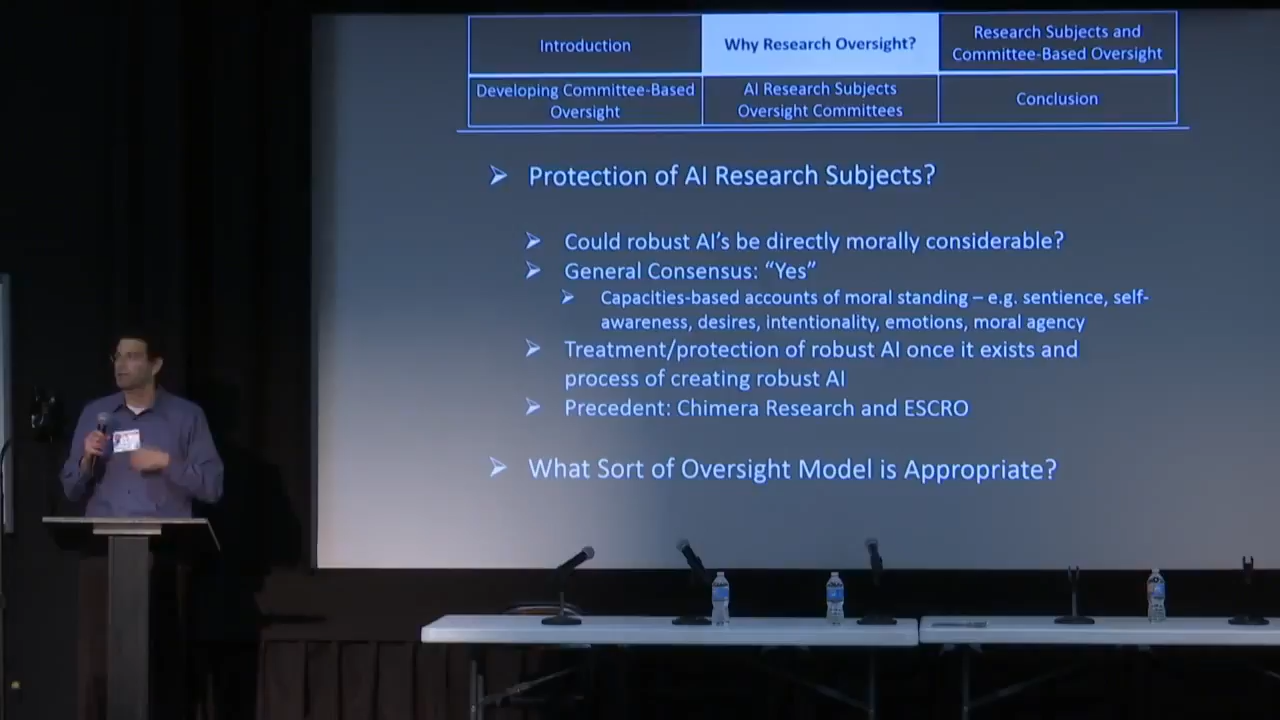 Introduction
Why Research Oversight?
Research Subjects and
Committee-Based Oversight
Developing Committee-Based
Oversight
AI Research Subjects
Oversight Committees
Conclusion
Protection of AI Research Subjects?
Could robust AI's be directly morally considerable?
General Consensus: "Yes"
Capacities-based accounts of moral standing – e.g. sentience, self-
awareness, desires, intentionality, emotions, moral agency
Treatment/protection of robust AI once it exists and
process of creating robust AI
Precedent: Chimera Research and ESCRO
What Sort of Oversight Model is Appropriate?